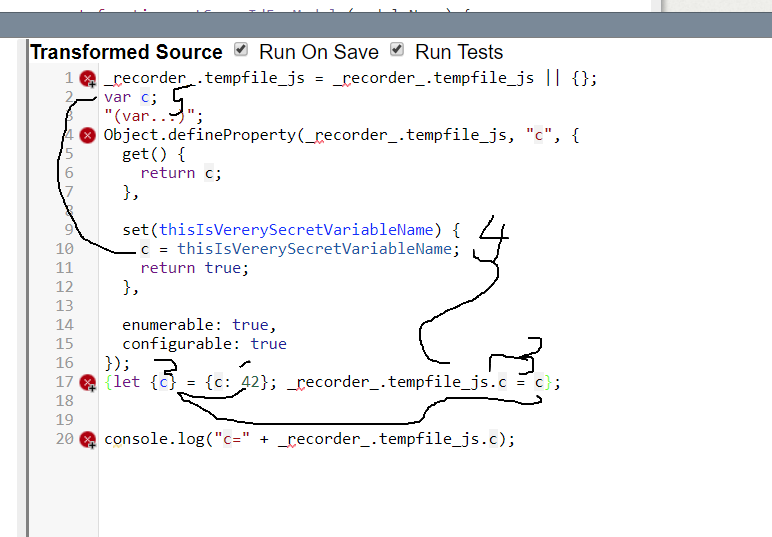 Transformed Source Run On Save Run Tests
1 _recorder_.tempfile_js = _recorder_.tempfile_js || {};
2 var c; 5
3 "(var...)";
4 Object.defineProperty(_recorder_.tempfile_js, "c", {
5 get() {
6 return c;
7 },
8
9 set(thisIsVererySecretVariableName) { 4
10 c = thisIsVererySecretVariableName;
11 return true;
12 },
13
14 enumerable: true,
15 configurable: true
16 });
17 {let {c} = {c: 42}; _recorder_.tempfile_js.c = c};
18
19
20 console.log("c=" + _recorder_.tempfile_js.c);